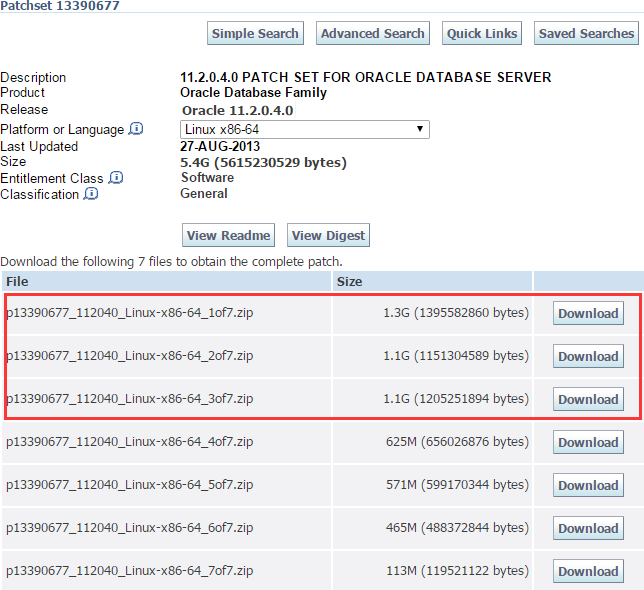 Patchset 13390677
Simple Search Advanced Search Quick Links Saved Searches
Description 11.2.0.4.0 PATCH SET FOR ORACLE DATABASE SERVER
Product Oracle Database Family
Release Oracle 11.2.0.4.0
Platform or Language Linux x86-64
Last Updated 27-AUG-2013
Size 5.4G (5615230529 bytes)
Entitlement Class Software
Classification General
View Readme View Digest
Download the following 7 files to obtain the complete patch.
File Size
p13390677_112040_Linux-x86-64_1of7.zip 1.3G (1395582860 bytes) Download
p13390677_112040_Linux-x86-64_2of7.zip 1.1G (1151304589 bytes) Download
p13390677_112040_Linux-x86-64_3of7.zip 1.1G (1205251894 bytes) Download
p13390677_112040_Linux-x86-64_4of7.zip 625M (656026876 bytes) Download
p13390677_112040_Linux-x86-64_5of7.zip 571M (599170344 bytes) Download
p13390677_112040_Linux-x86-64_6of7.zip 465M (488372844 bytes) Download
p13390677_112040_Linux-x86-64_7of7.zip 113M (119521122 bytes) Download